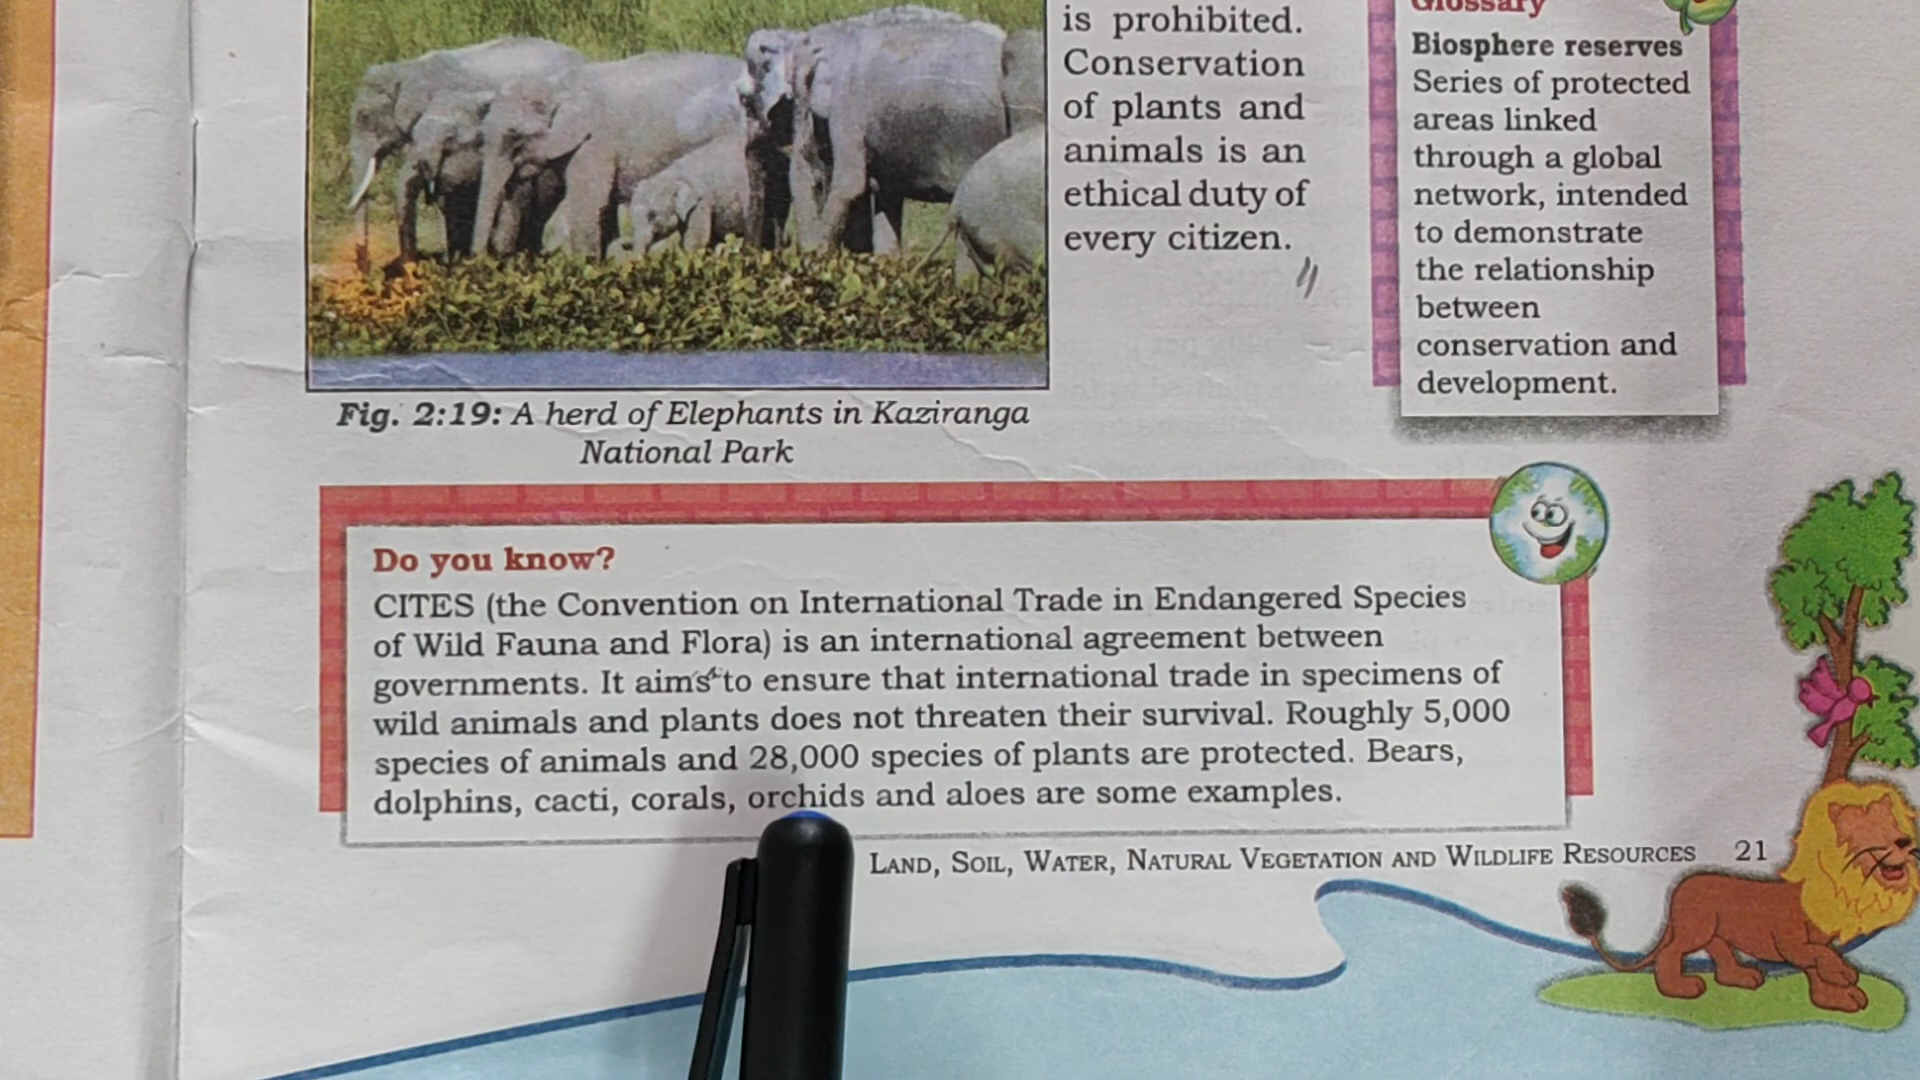 is prohibited.
Conservation
of plants and
animals is an
ethical duty of
every citizen.
Glossary
Biosphere reserves
Series of protected
areas linked
through a global
network, intended
to demonstrate
the relationship
between
conservation and
development.
Fig. 2:19: A herd of Elephants in Kaziranga
National Park
Do you know?
CITES (the Convention on International Trade in Endangered Species
of Wild Fauna and Flora) is an international agreement between
governments. It aims to ensure that international trade in specimens of
wild animals and plants does not threaten their survival. Roughly 5,000
species of animals and 28,000 species of plants are protected. Bears,
dolphins, cacti, corals, orchids and aloes are some examples.
LAND, SOIL, WATER, NATURAL VEGETATION AND WILDLIFE RESOURCES 21